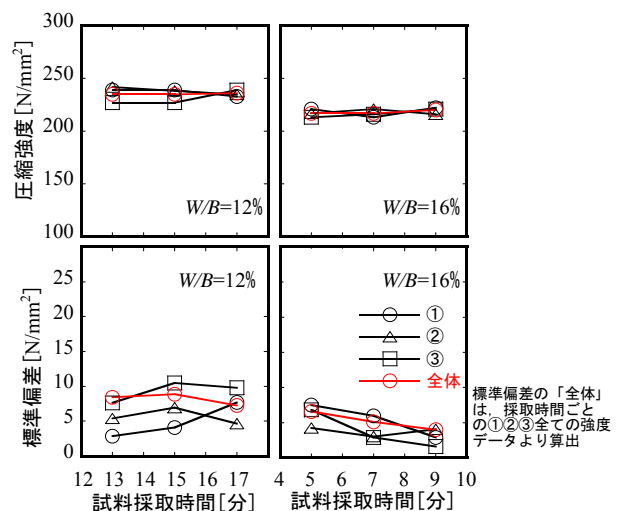 300
250
200
150
100
圧縮強度[N/mm²]
W/B=12%
W/B=16%
25
20
15
10
5
0
標準偏差[N/mm²]
W/B=12%
W/B=16%
①
②
③
全体
標準偏差の「全体」
は，採取時間ごと
の①②③全ての強度
データより算出
12 13 14 15 16 17
4 5 6 7 8 9 10
試料採取時間[分]
試料採取時間[分]